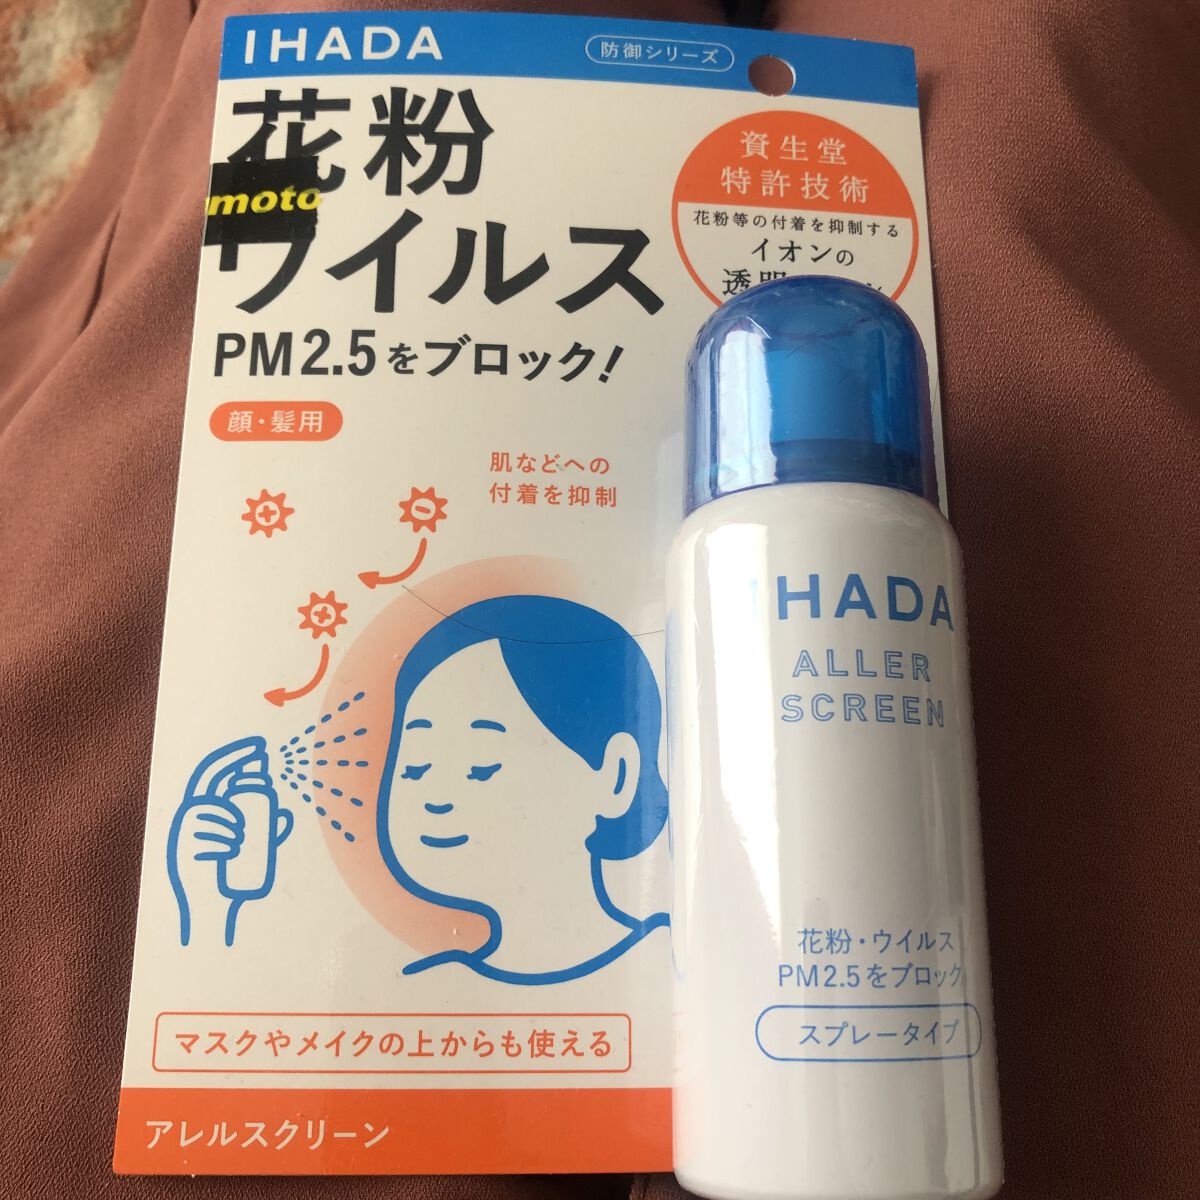 IHADA
防御シリーズ
花粉
moto
ウイルス
PM2.5をブロック!
資生堂
特許技術
花粉等の付着を抑制する
イオンの
顔・髪用
肌などへの
付着を抑制
マスクやメイクの上からも使える
アレルスクリーン
IHADA
ALLER
SCREEN
花粉・ウイルス
PM2.5をブロック
スプレータイプ